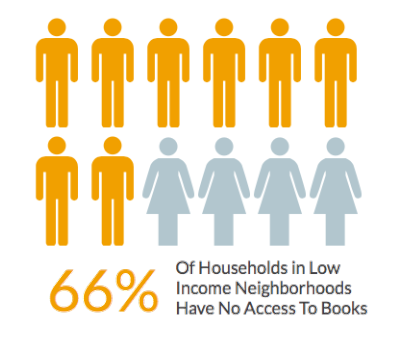 66%
Of Households in Low
Income Neighborhoods
Have No Access To Books